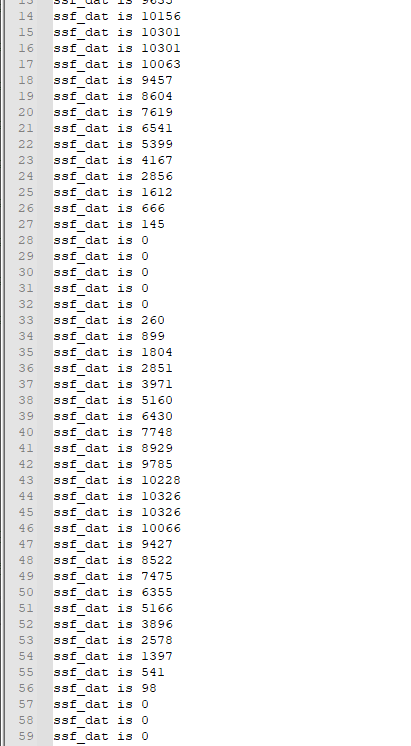 13 ssf_dat is 9635
14 ssf_dat is 10156
15 ssf_dat is 10301
16 ssf_dat is 10301
17 ssf_dat is 10063
18 ssf_dat is 9457
19 ssf_dat is 8604
20 ssf_dat is 7619
21 ssf_dat is 6541
22 ssf_dat is 5399
23 ssf_dat is 4167
24 ssf_dat is 2856
25 ssf_dat is 1612
26 ssf_dat is 666
27 ssf_dat is 145
28 ssf_dat is 0
29 ssf_dat is 0
30 ssf_dat is 0
31 ssf_dat is 0
32 ssf_dat is 0
33 ssf_dat is 260
34 ssf_dat is 899
35 ssf_dat is 1804
36 ssf_dat is 2851
37 ssf_dat is 3971
38 ssf_dat is 5160
39 ssf_dat is 6430
40 ssf_dat is 7748
41 ssf_dat is 8929
42 ssf_dat is 9785
43 ssf_dat is 10228
44 ssf_dat is 10326
45 ssf_dat is 10326
46 ssf_dat is 10066
47 ssf_dat is 9427
48 ssf_dat is 8522
49 ssf_dat is 7475
50 ssf_dat is 6355
51 ssf_dat is 5166
52 ssf_dat is 3896
53 ssf_dat is 2578
54 ssf_dat is 1397
55 ssf_dat is 541
56 ssf_dat is 98
57 ssf_dat is 0
58 ssf_dat is 0
59 ssf_dat is 0